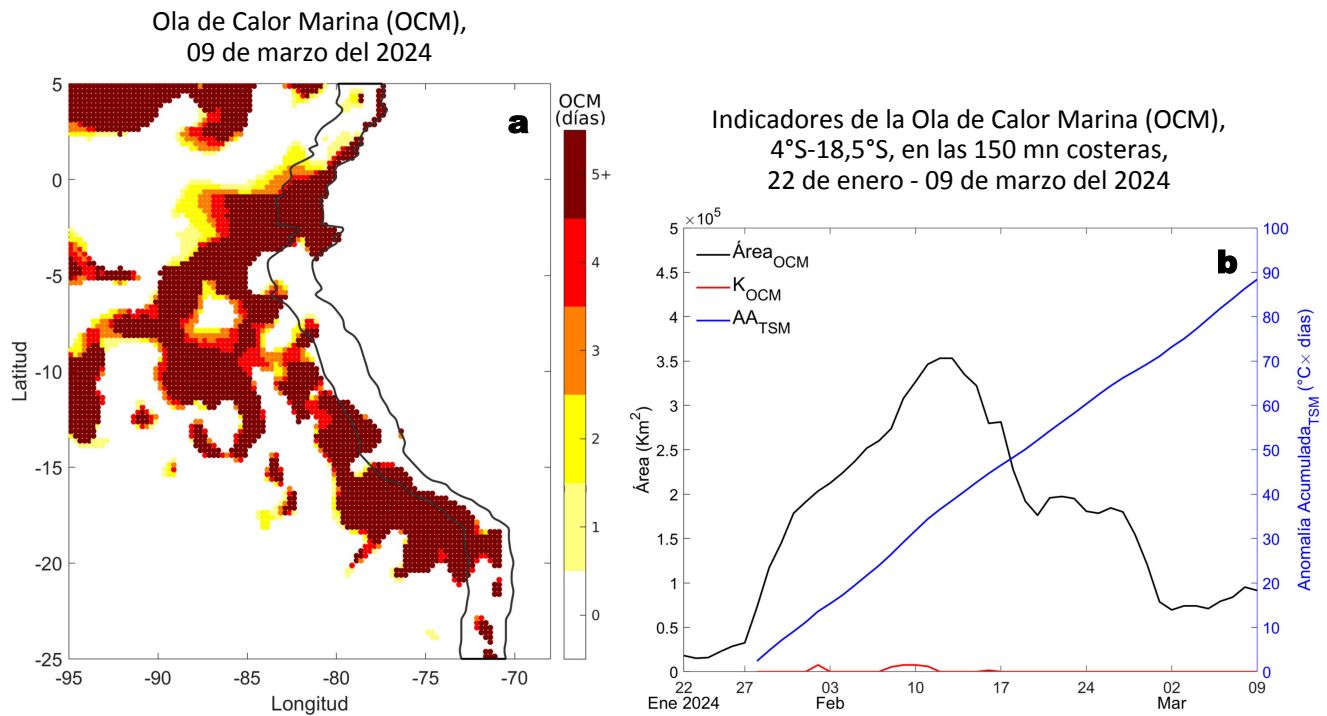 Ola de Calor Marina (OCM),
09 de marzo del 2024
a
OCM
(días)
5+
4
3
2
1
0
5
0
-5
-10
-15
-20
-25
Latitud
-95 -90 -85 -80 -75 -70
Longitud
Indicadores de la Ola de Calor Marina (OCM),
4°S-18,5°S, en las 150 mn costeras,
22 de enero - 09 de marzo del 2024
×10⁵
b
Área_OCM
K_OCM
AA_TSM
5
4.5
4
3.5
3
2.5
2
1.5
1
0.5
0
Área (Km²)
100
90
80
70
60
50
40
30
20
10
0
Anomalía Acumulada_TSM (°C× días)
22 27 03 10 17 24 02 09
Ene 2024 Feb Mar